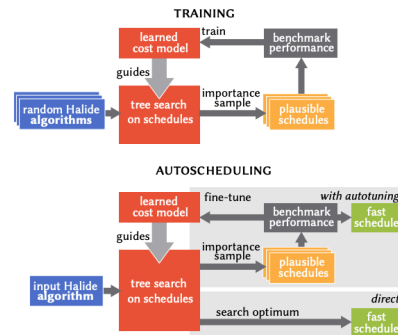 TRAINING
learned
cost model
train
benchmark
performance
guides
random Halide
algorithms
tree search
on schedules
importance
sample
plausible
schedules
AUTOSCHEDULING
learned
cost model
fine-tune
with autotuning
benchmark
performance
fast
schedule
guides
importance
sample
plausible
schedules
input Halide
algorithm
tree search
on schedules
direct
search optimum
fast
schedule